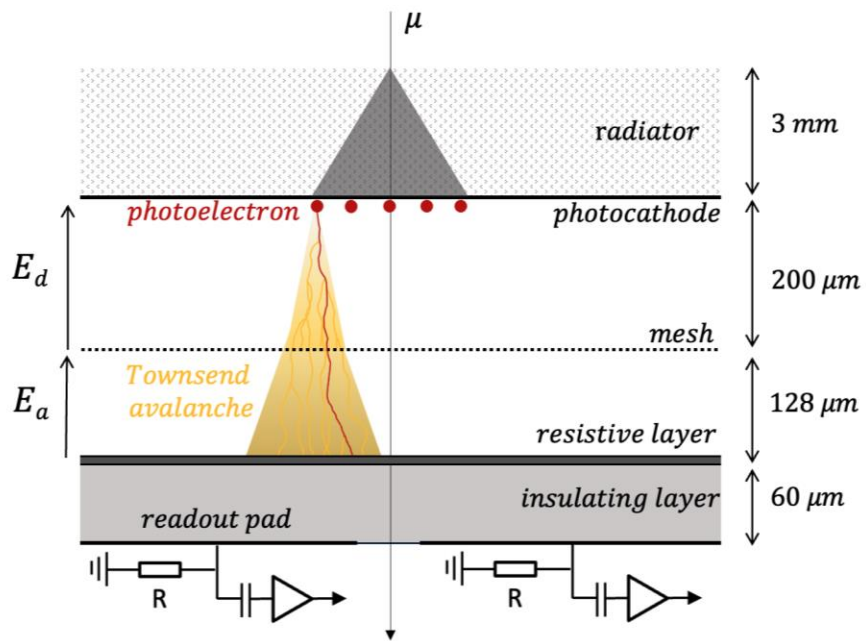 μ
radiator
3 mm
photoelectron
photocathode
E_d
200 μm
mesh
Townsend
avalanche
E_a
128 μm
resistive layer
insulating layer
60 μm
readout pad
R
R